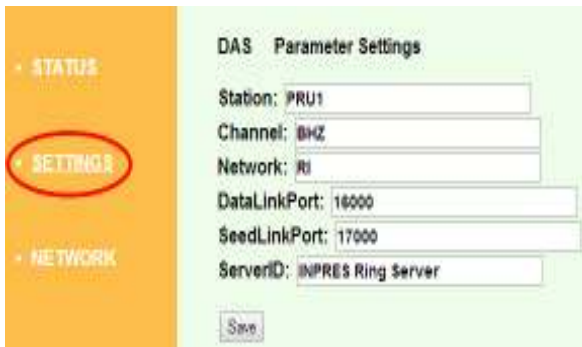 • STATUS
• SETTINGS
• NETWORK
DAS Parameter Settings
Station: PRU1
Channel: BHZ
Network: RI
DataLinkPort: 16000
SeedLinkPort: 17000
ServerID: INPRES Ring Server
Save